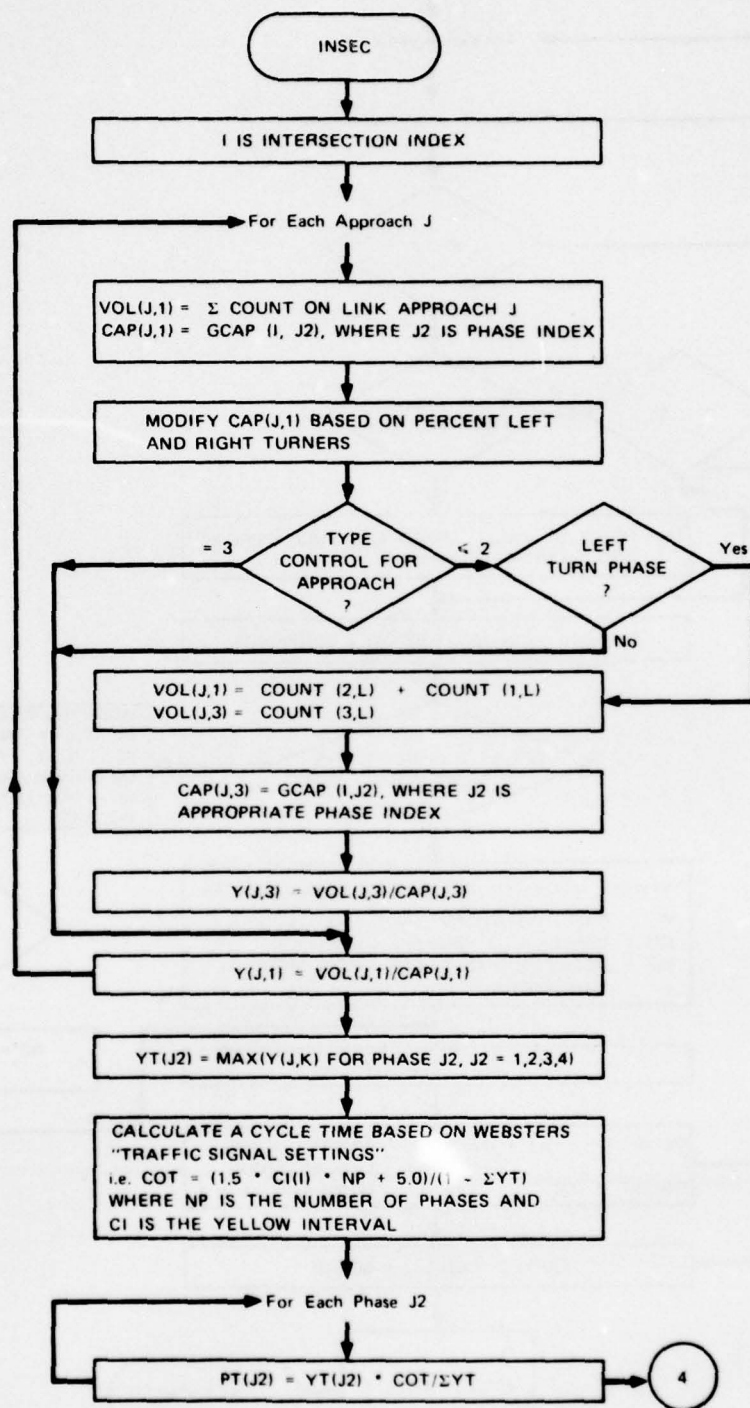 INSEC
I IS INTERSECTION INDEX
For Each Approach J
VOL(J,1) = Σ COUNT ON LINK APPROACH J
CAP(J,1) = GCAP (I, J2), WHERE J2 IS PHASE INDEX
MODIFY CAP(J,1) BASED ON PERCENT LEFT
AND RIGHT TURNERS
= 3
TYPE
CONTROL FOR
APPROACH
?
≤ 2
LEFT
TURN PHASE
?
Yes
No
VOL(J,1) = COUNT (2,L) + COUNT (1,L)
VOL(J,3) = COUNT (3,L)
CAP(J,3) = GCAP (I,J2), WHERE J2 IS
APPROPRIATE PHASE INDEX
Y(J,3) = VOL(J,3)/CAP(J,3)
Y(J,1) = VOL(J,1)/CAP(J,1)
YT(J2) = MAX(Y(J,K) FOR PHASE J2, J2 = 1,2,3,4)
CALCULATE A CYCLE TIME BASED ON WEBSTERS
"TRAFFIC SIGNAL SETTINGS"
i.e. COT = (1.5 * CI(I) * NP + 5.0)/(1 - ΣYT)
WHERE NP IS THE NUMBER OF PHASES AND
CI IS THE YELLOW INTERVAL
For Each Phase J2
PT(J2) = YT(J2) * COT/ΣYT
4